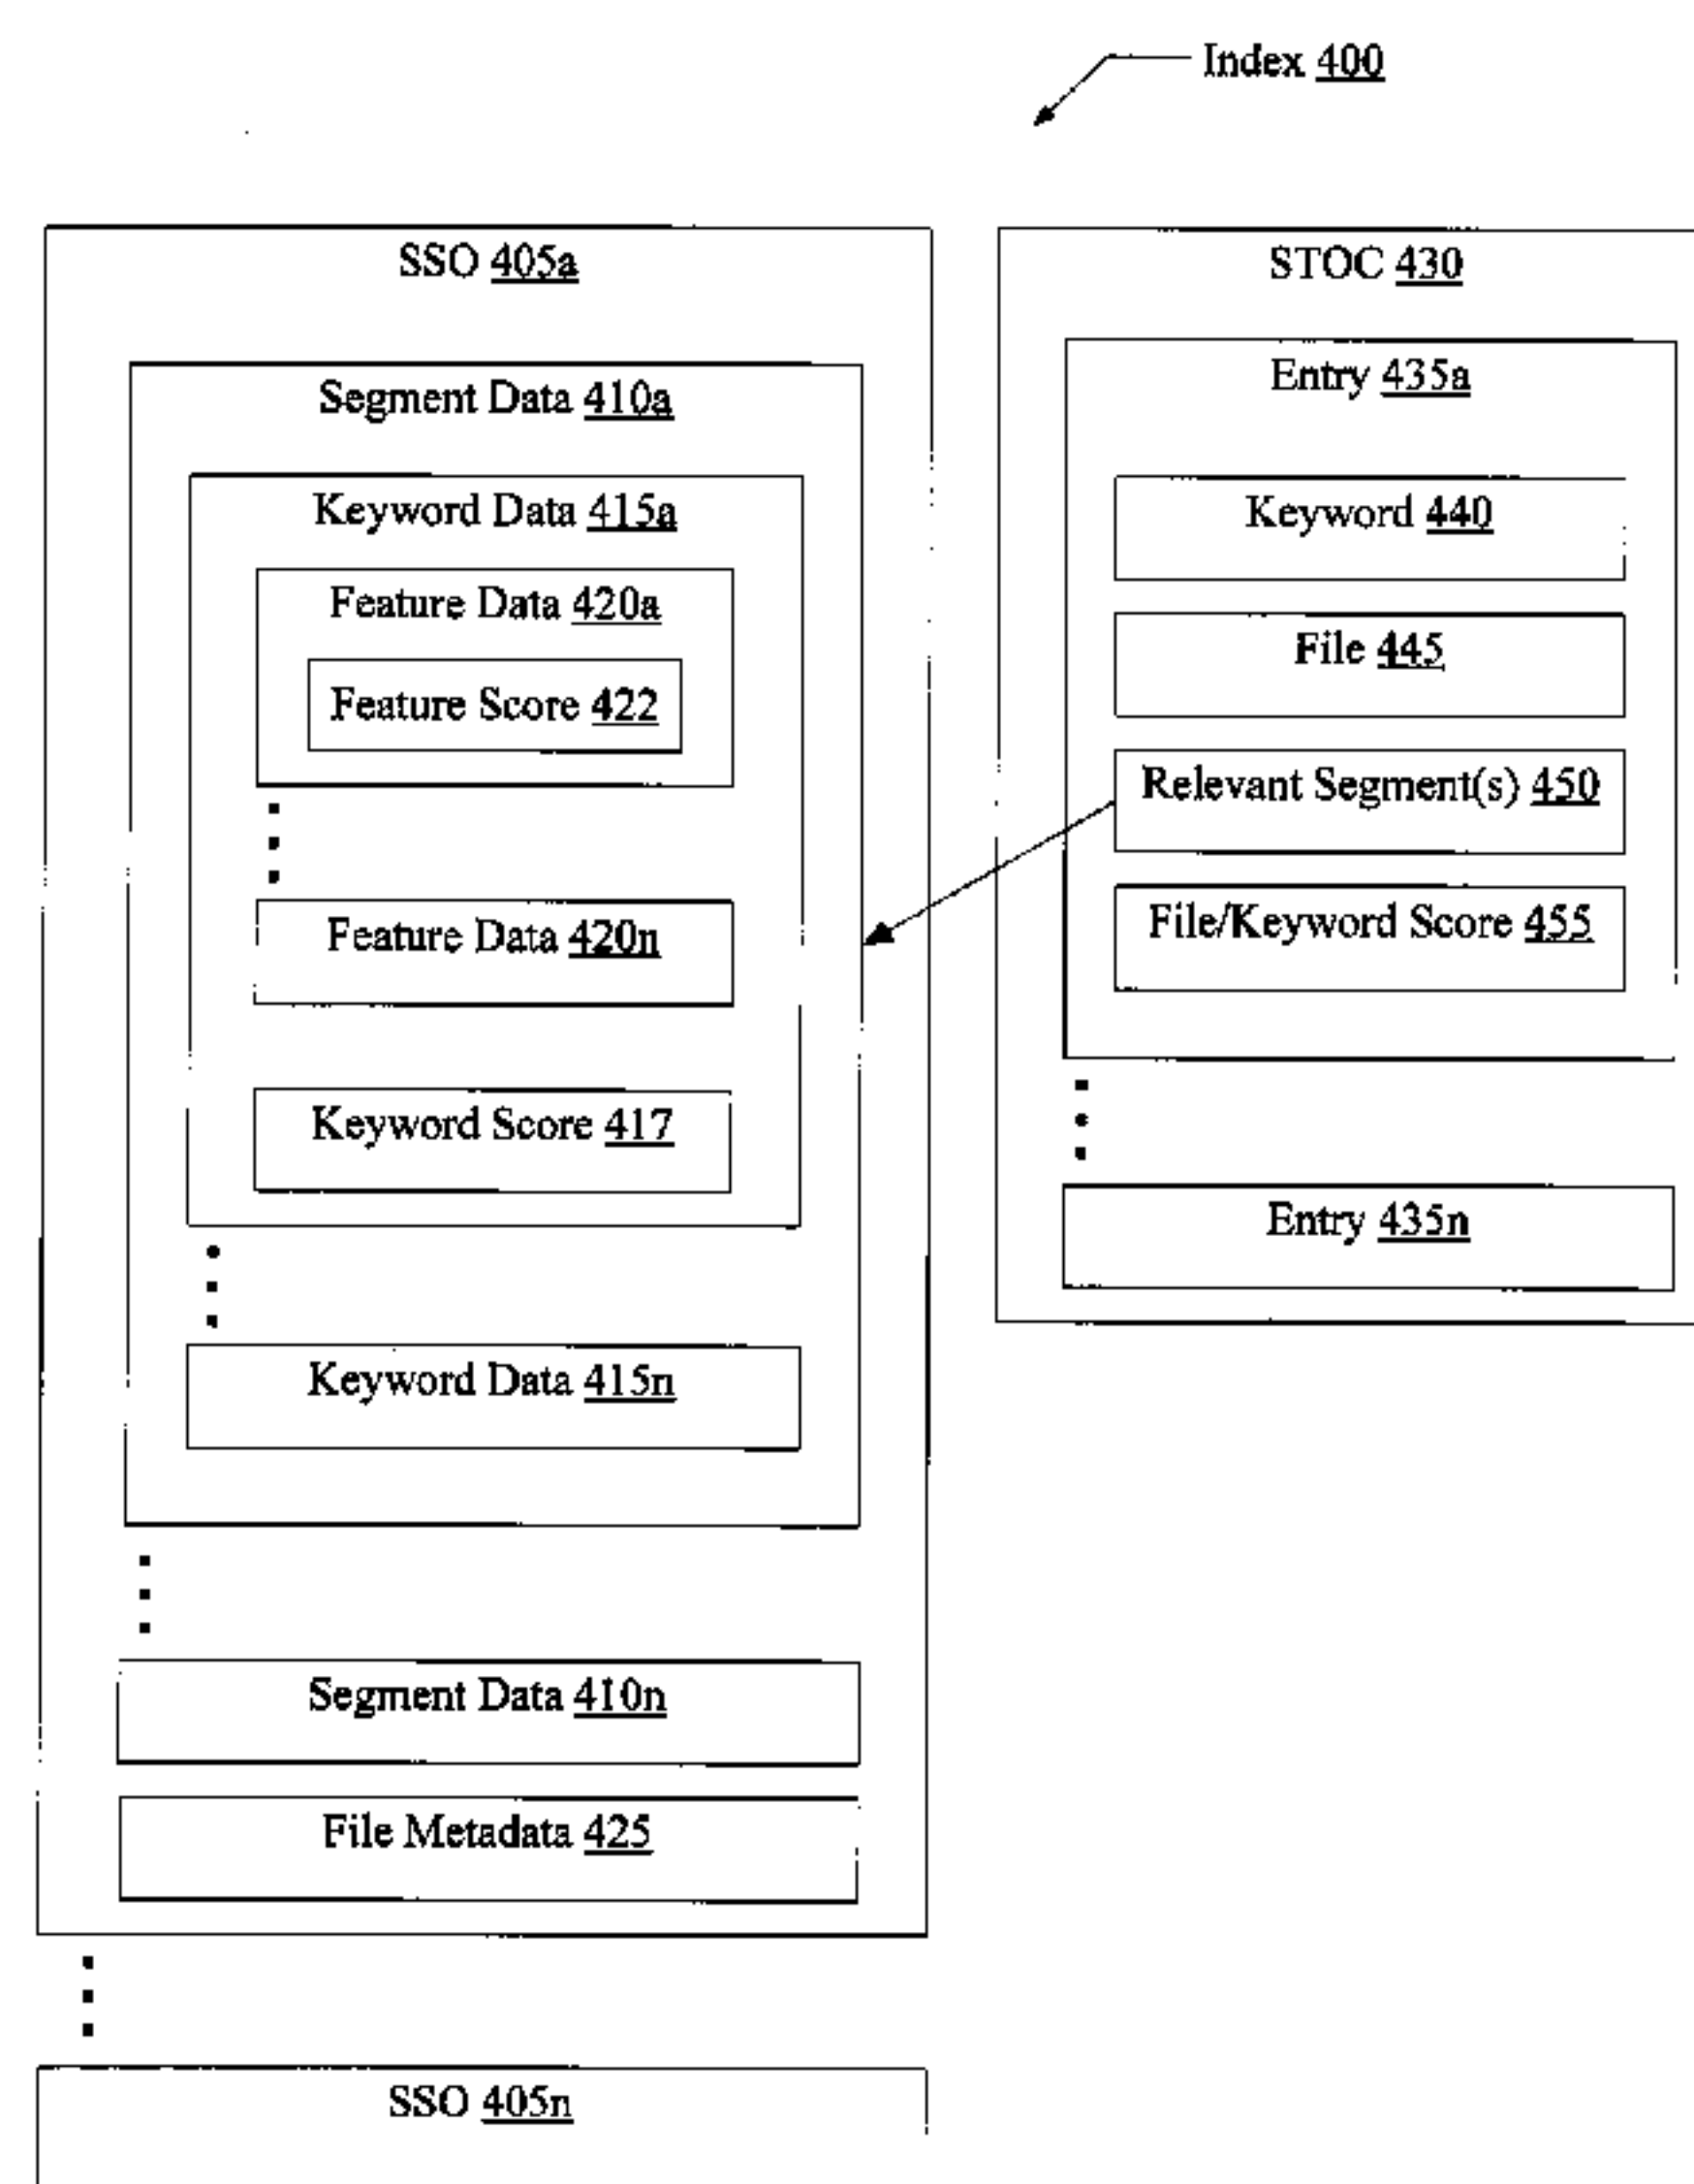 Index 400
SSO 405a
Segment Data 410a
Keyword Data 415a
Feature Data 420a
Feature Score 422
Feature Data 420n
Keyword Score 417
Keyword Data 415n
Segment Data 410n
File Metadata 425
SSO 405n
STOC 430
Entry 435a
Keyword 440
File 445
Relevant Segment(s) 450
File/Keyword Score 455
Entry 435n